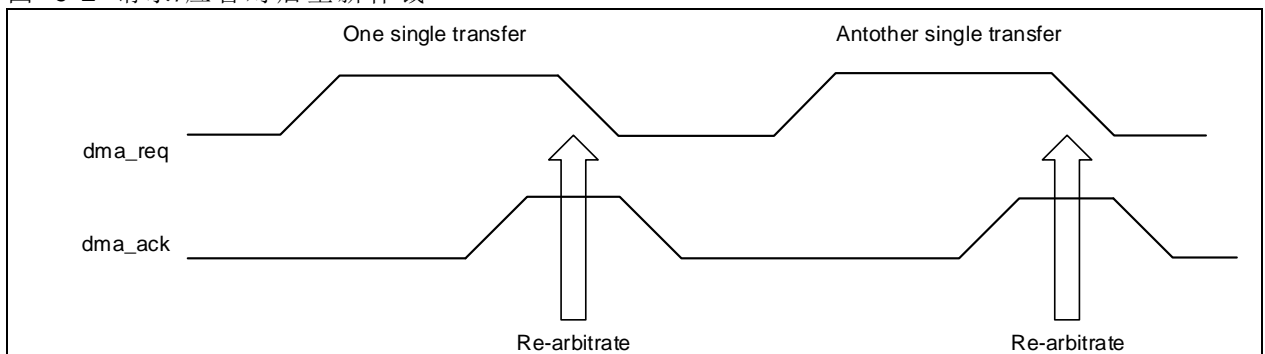 One single transfer
Antother single transfer
dma_req
dma_ack
Re-arbitrate
Re-arbitrate